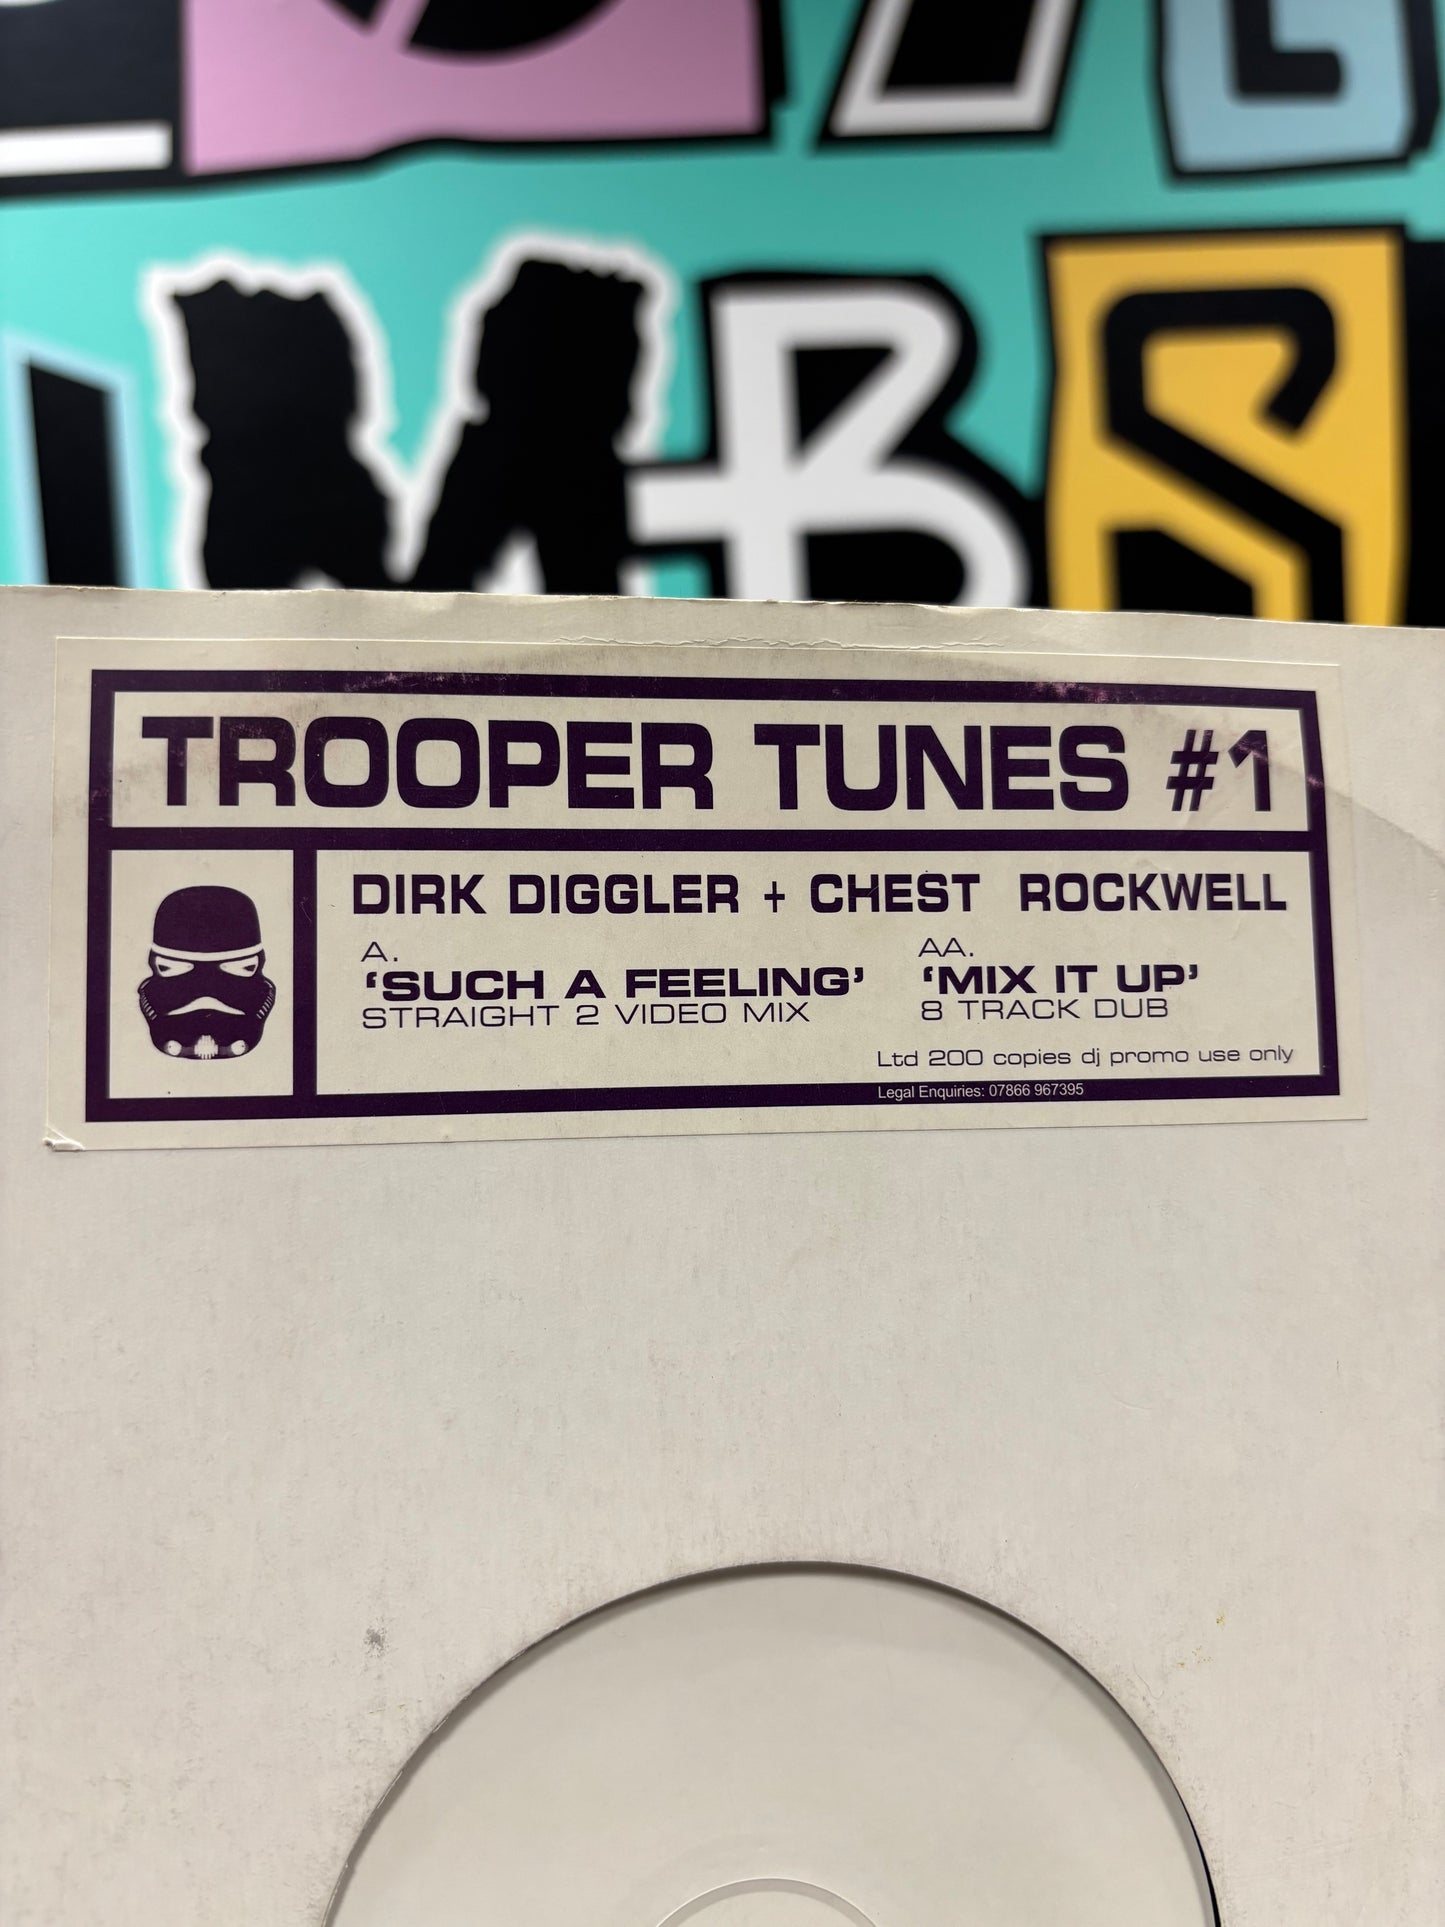 MBS
TROOPER TUNES #1
DIRK DIGGLER + CHEST ROCKWELL
A.
‘SUCH A FEELING’
STRAIGHT 2 VIDEO MIX
AA.
‘MIX IT UP’
8 TRACK DUB
Ltd 200 copies dj promo use only
Legal Enquiries: 07866 967395